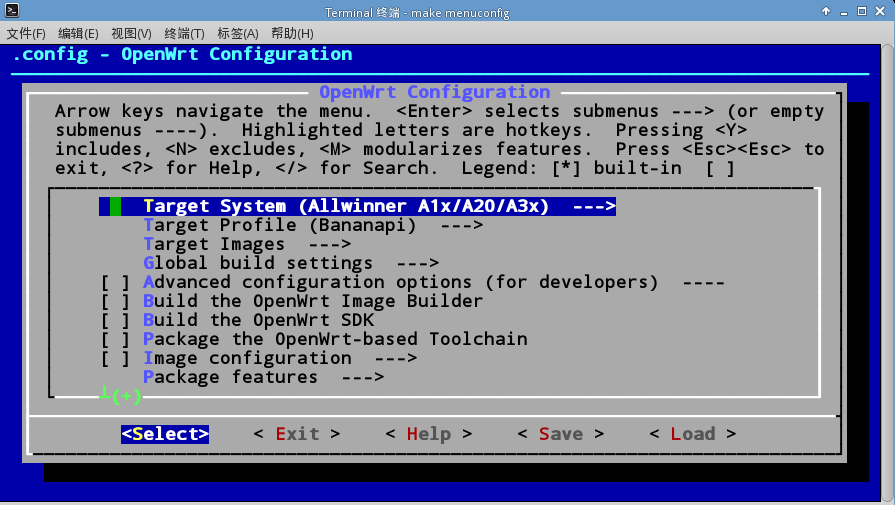 Terminal 终端 - make menuconfig
文件(F) 编辑(E) 视图(V) 终端(T) 标签(A) 帮助(H)
.config - OpenWrt Configuration
OpenWrt Configuration
Arrow keys navigate the menu.  <Enter> selects submenus ---> (or empty
submenus ----).  Highlighted letters are hotkeys.  Pressing <Y>
includes, <N> excludes, <M> modularizes features.  Press <Esc><Esc> to
exit, <?> for Help, </> for Search.  Legend: [*] built-in  [ ]
Target System (Allwinner A1x/A20/A3x)  --->
Target Profile (Bananapi)  --->
Target Images  --->
Global build settings  --->
[ ] Advanced configuration options (for developers)  ----
[ ] Build the OpenWrt Image Builder
[ ] Build the OpenWrt SDK
[ ] Package the OpenWrt-based Toolchain
[ ] Image configuration  --->
Package features  --->
┴(+)
<Select>    < Exit >    < Help >    < Save >    < Load >